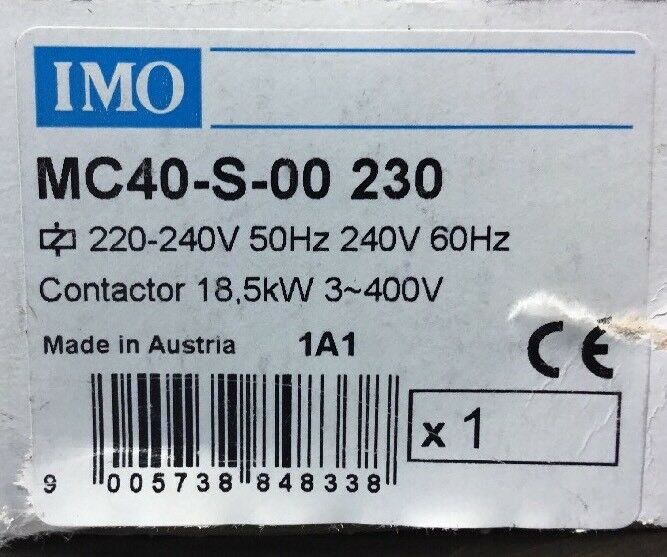 IMO
MC40-S-00 230
220-240V 50Hz 240V 60Hz
Contactor 18,5kW 3~400V
Made in Austria 1A1
CE
x 1
9 005738 848338